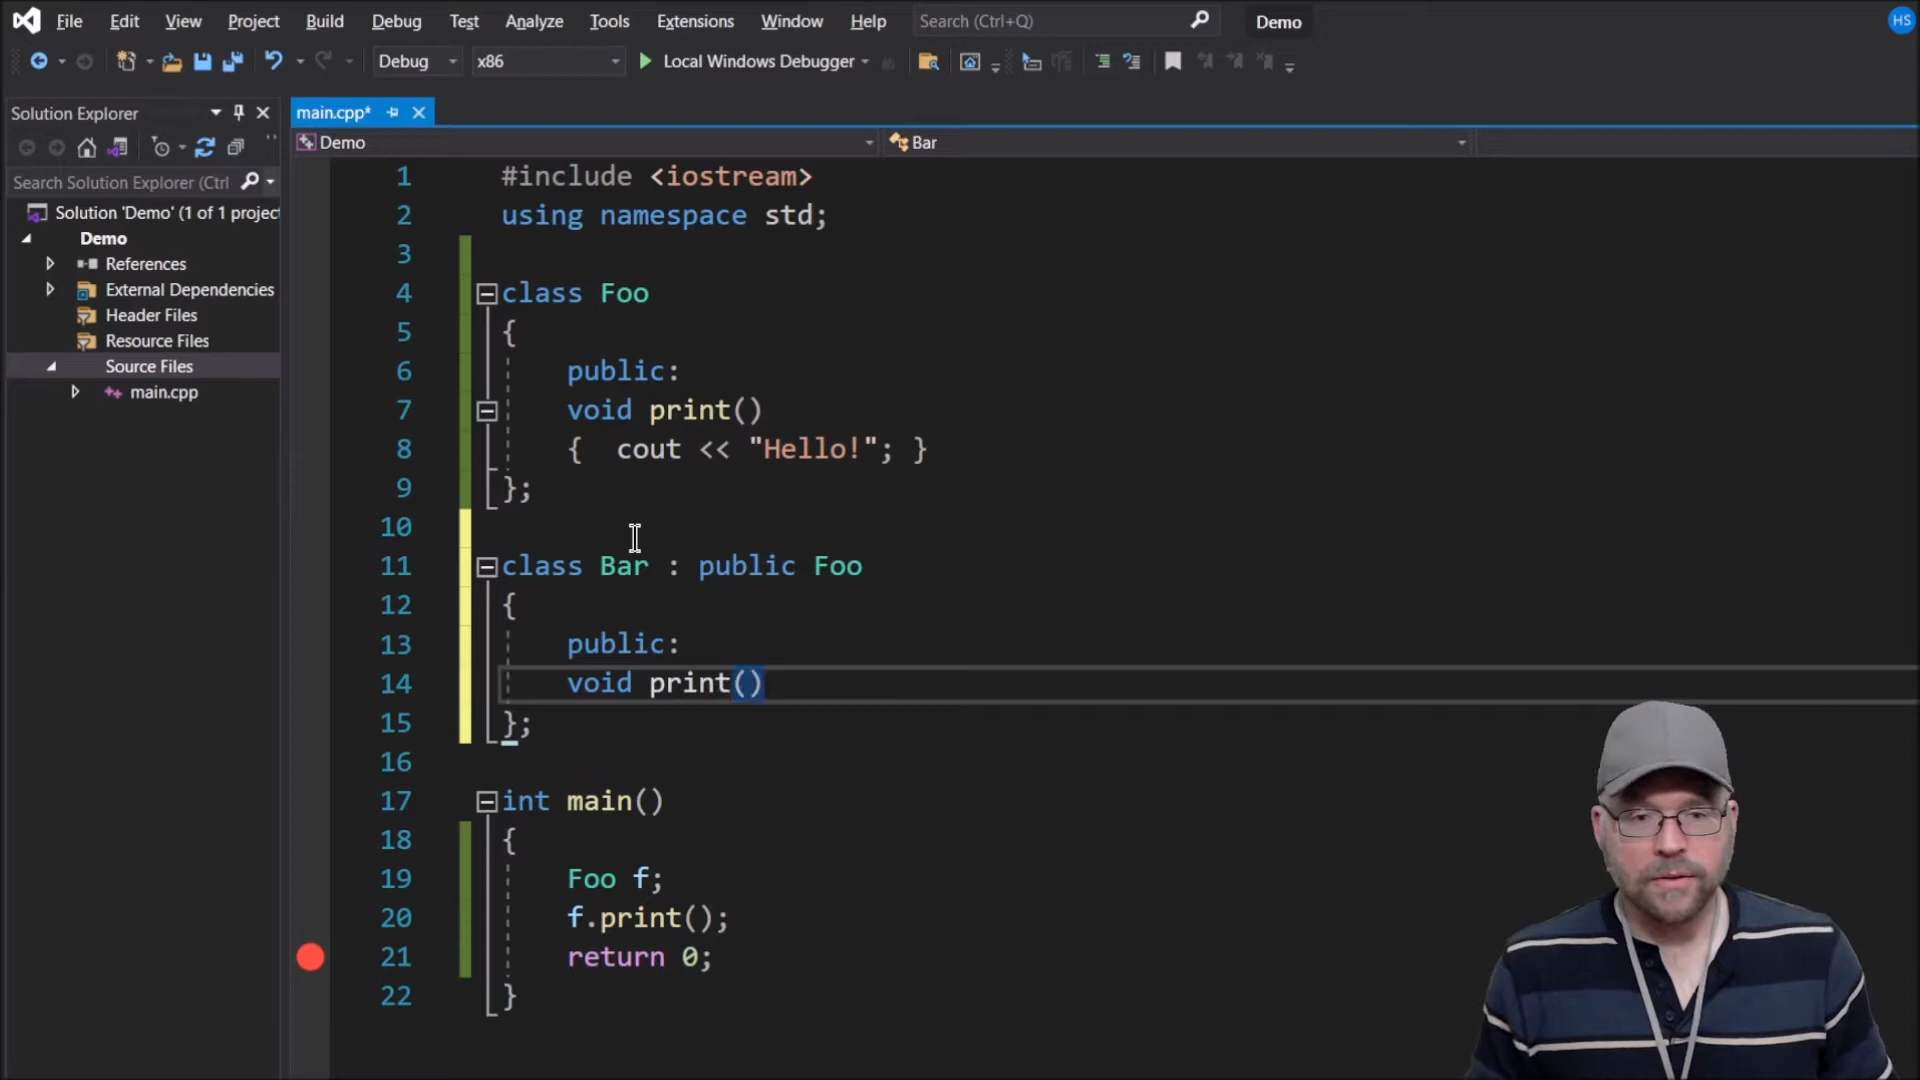 File Edit View Project Build Debug Test Analyze Tools Extensions Window Help Search (Ctrl+Q) Demo HS
Debug x86 Local Windows Debugger
Solution Explorer
main.cpp*
Demo Bar
Search Solution Explorer (Ctrl
Solution 'Demo' (1 of 1 project
Demo
References
External Dependencies
Header Files
Resource Files
Source Files
main.cpp
1 #include <iostream>
2 using namespace std;
3
4 class Foo
5 {
6 public:
7 void print()
8 { cout << "Hello!"; }
9 };
10
11 class Bar : public Foo
12 {
13 public:
14 void print()
15 };
16
17 int main()
18 {
19 Foo f;
20 f.print();
21 return 0;
22 }